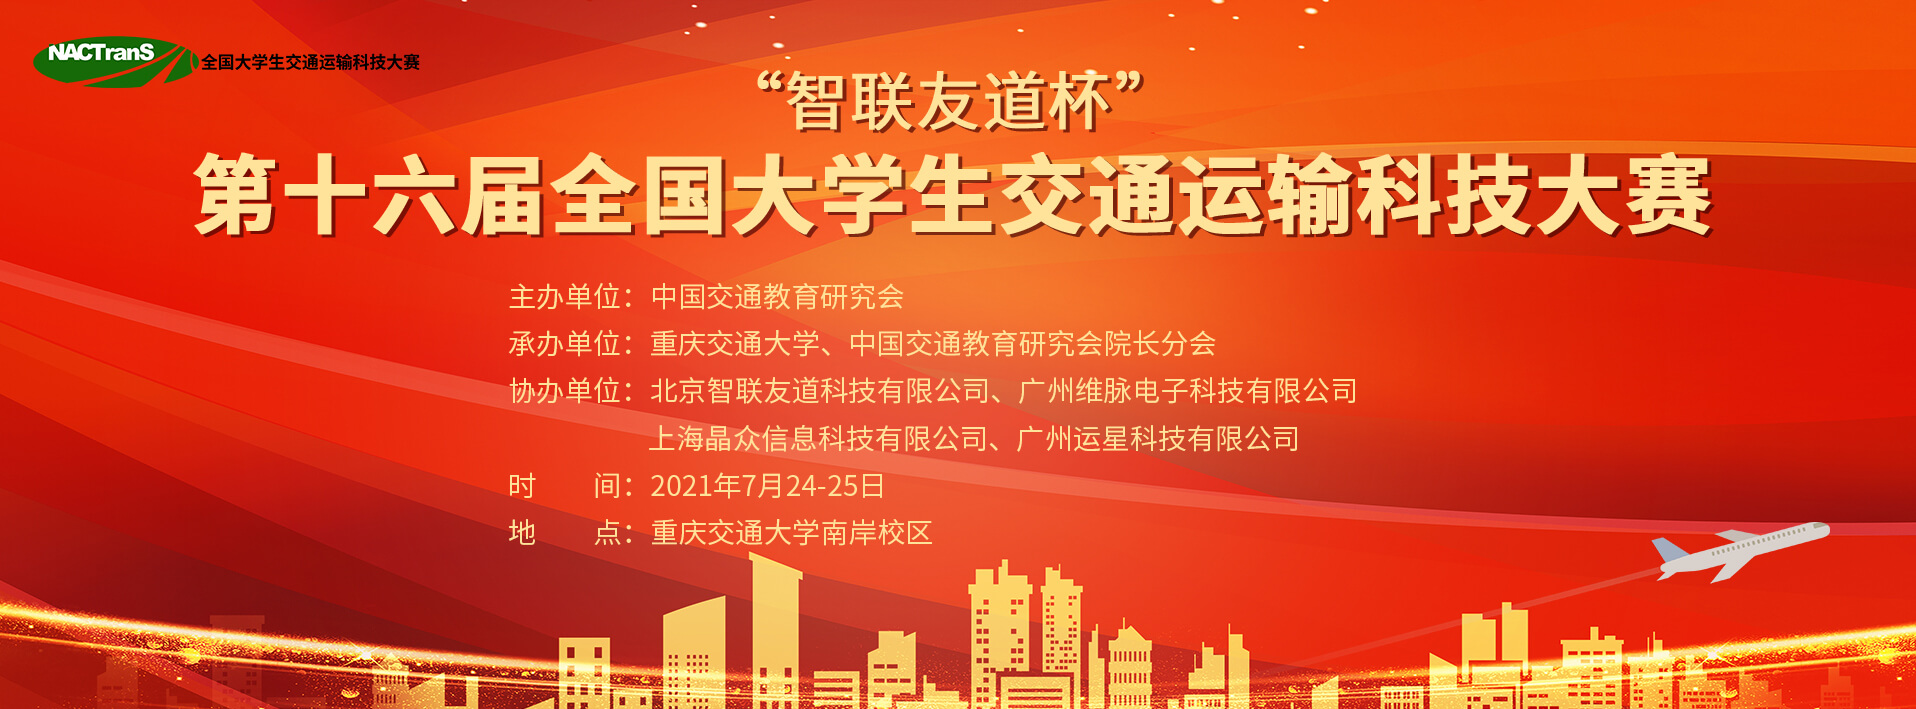 NACTranS 全国大学生交通运输科技大赛
“智联友道杯”
第十六届全国大学生交通运输科技大赛
主办单位：中国交通教育研究会
承办单位：重庆交通大学、中国交通教育研究会院长分会
协办单位：北京智联友道科技有限公司、广州维脉电子科技有限公司
上海晶众信息科技有限公司、广州运星科技有限公司
时　　间：2021年7月24-25日
地　　点：重庆交通大学南岸校区